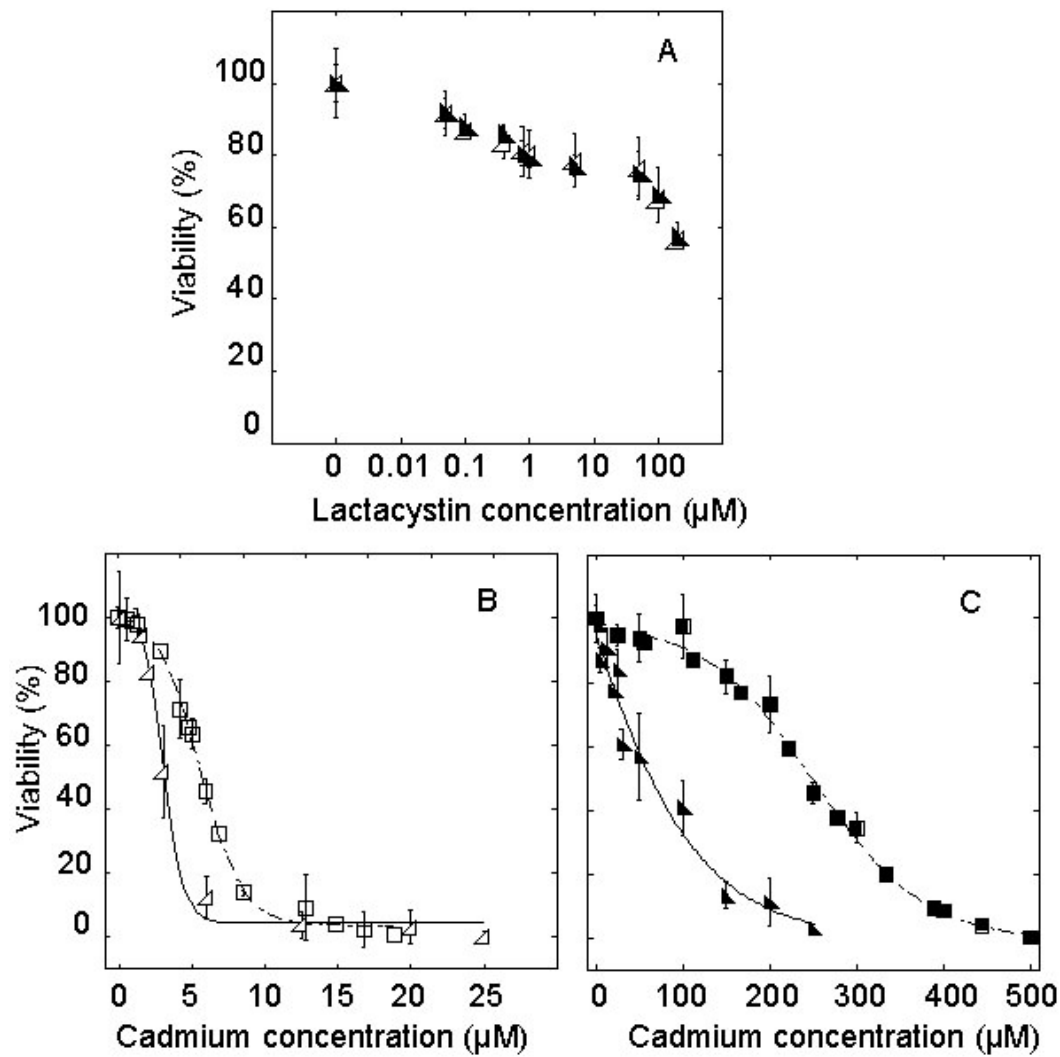 A
100
80
60
40
20
0
Viability (%)
0 0.01 0.1 1 10 100
Lactacystin concentration (µM)
B
100
80
60
40
20
0
Viability (%)
0 5 10 15 20 25
Cadmium concentration (µM)
C
0 100 200 300 400 500
Cadmium concentration (µM)